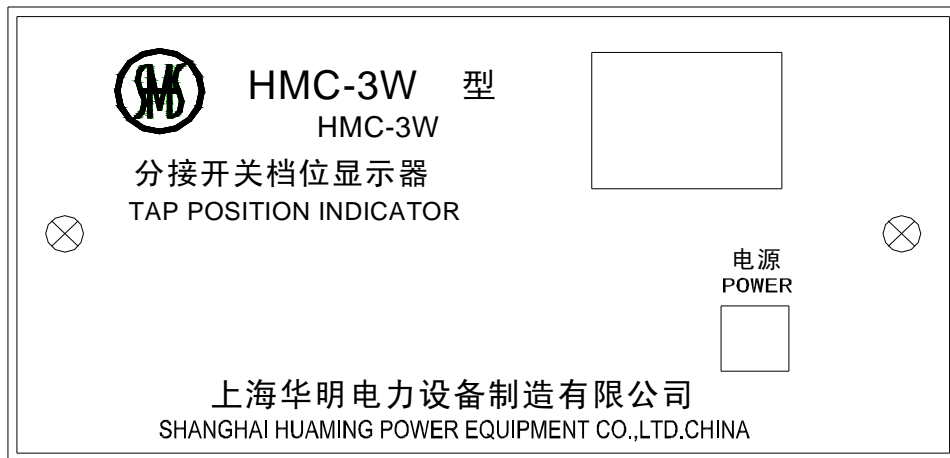 SMS
HMC-3W 型
HMC-3W
分接开关档位显示器
TAP POSITION INDICATOR
电源
POWER
上海华明电力设备制造有限公司
SHANGHAI HUAMING POWER EQUIPMENT CO.,LTD.CHINA